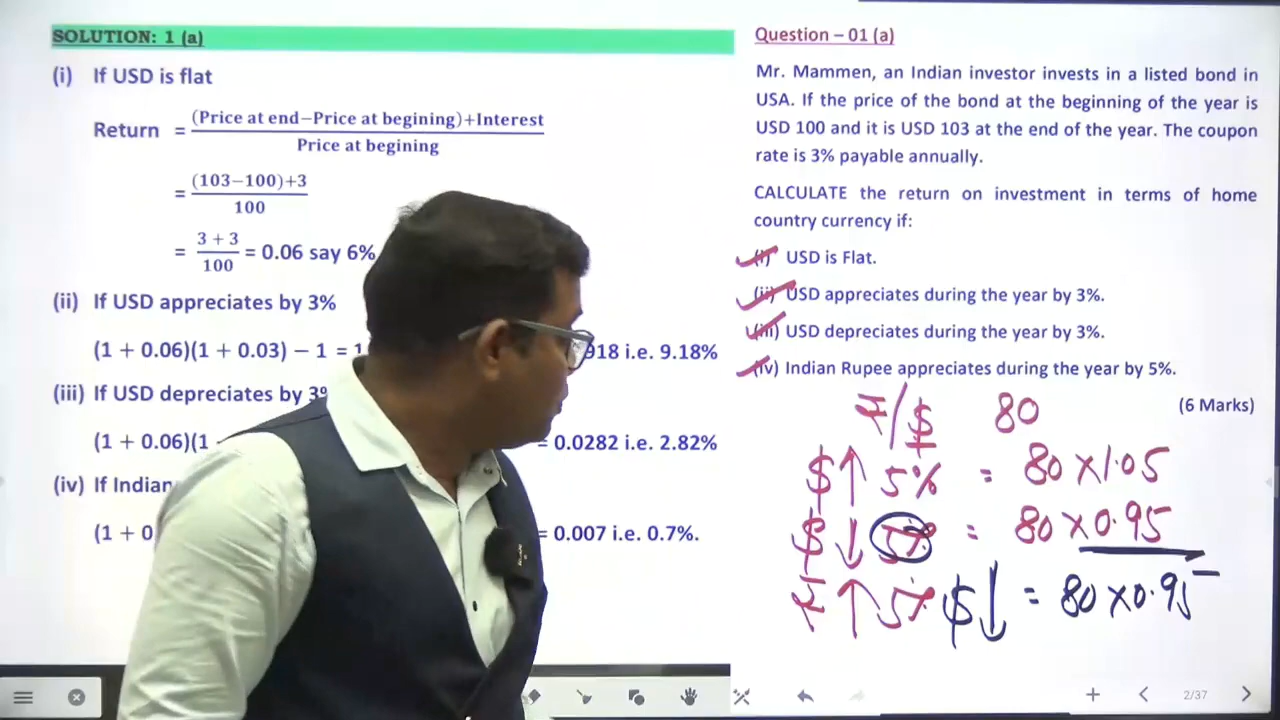 SOLUTION: 1 (a)
(i) If USD is flat
Return = (Price at end−Price at begining)+Interest
Price at begining
= (103−100)+3
100
= 3 + 3
100 = 0.06 say 6%
(ii) If USD appreciates by 3%
(1 + 0.06)(1 + 0.03) − 1 = 1 918 i.e. 9.18%
(iii) If USD depreciates by 3%
(1 + 0.06)(1 = 0.0282 i.e. 2.82%
(iv) If Indian
(1 + 0 = 0.007 i.e. 0.7%.
Question – 01 (a)
Mr. Mammen, an Indian investor invests in a listed bond in
USA. If the price of the bond at the beginning of the year is
USD 100 and it is USD 103 at the end of the year. The coupon
rate is 3% payable annually.
CALCULATE the return on investment in terms of home
country currency if:
(i) USD is Flat.
(ii) USD appreciates during the year by 3%.
(iii) USD depreciates during the year by 3%.
(iv) Indian Rupee appreciates during the year by 5%.
(6 Marks)
₹/$ 80
$ ↑ 5% = 80 × 1.05
$ ↓ 5% = 80 × 0.95
₹ ↑ 5% $ ↓ = 80 × 0.95
2/37